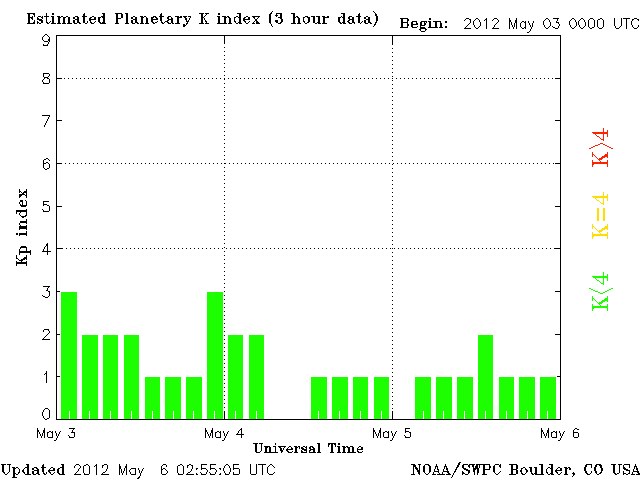 Estimated Planetary K index (3 hour data)
Begin: 2012 May 03 0000 UTC
9
8
7
6
5
4
3
2
1
0
Kp index
K>4
K=4
K<4
May 3
May 4
May 5
May 6
Universal Time
Updated 2012 May 6 02:55:05 UTC
NOAA/SWPC Boulder, CO USA